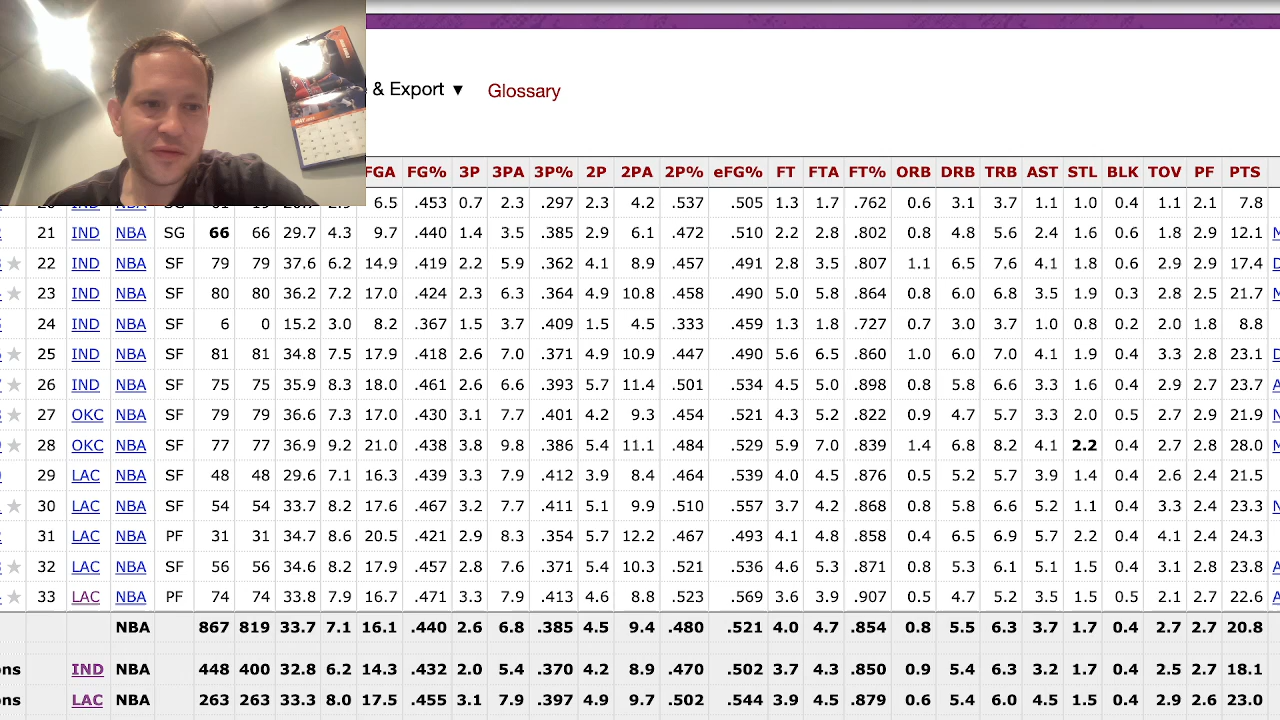 & Export ▼ Glossary
FGA FG% 3P 3PA 3P% 2P 2PA 2P% eFG% FT FTA FT% ORB DRB TRB AST STL BLK TOV PF PTS
6.5 .453 0.7 2.3 .297 2.3 4.2 .537 .505 1.3 1.7 .762 0.6 3.1 3.7 1.1 1.0 0.4 1.1 2.1 7.8
21 IND NBA SG 66 66 29.7 4.3 9.7 .440 1.4 3.5 .385 2.9 6.1 .472 .510 2.2 2.8 .802 0.8 4.8 5.6 2.4 1.6 0.6 1.8 2.9 12.1
22 IND NBA SF 79 79 37.6 6.2 14.9 .419 2.2 5.9 .362 4.1 8.9 .457 .491 2.8 3.5 .807 1.1 6.5 7.6 4.1 1.8 0.6 2.9 2.9 17.4
23 IND NBA SF 80 80 36.2 7.2 17.0 .424 2.3 6.3 .364 4.9 10.8 .458 .490 5.0 5.8 .864 0.8 6.0 6.8 3.5 1.9 0.3 2.8 2.5 21.7
24 IND NBA SF 6 0 15.2 3.0 8.2 .367 1.5 3.7 .409 1.5 4.5 .333 .459 1.3 1.8 .727 0.7 3.0 3.7 1.0 0.8 0.2 2.0 1.8 8.8
25 IND NBA SF 81 81 34.8 7.5 17.9 .418 2.6 7.0 .371 4.9 10.9 .447 .490 5.6 6.5 .860 1.0 6.0 7.0 4.1 1.9 0.4 3.3 2.8 23.1
26 IND NBA SF 75 75 35.9 8.3 18.0 .461 2.6 6.6 .393 5.7 11.4 .501 .534 4.5 5.0 .898 0.8 5.8 6.6 3.3 1.6 0.4 2.9 2.7 23.7
27 OKC NBA SF 79 79 36.6 7.3 17.0 .430 3.1 7.7 .401 4.2 9.3 .454 .521 4.3 5.2 .822 0.9 4.7 5.7 3.3 2.0 0.5 2.7 2.9 21.9
28 OKC NBA SF 77 77 36.9 9.2 21.0 .438 3.8 9.8 .386 5.4 11.1 .484 .529 5.9 7.0 .839 1.4 6.8 8.2 4.1 2.2 0.4 2.7 2.8 28.0
29 LAC NBA SF 48 48 29.6 7.1 16.3 .439 3.3 7.9 .412 3.9 8.4 .464 .539 4.0 4.5 .876 0.5 5.2 5.7 3.9 1.4 0.4 2.6 2.4 21.5
30 LAC NBA SF 54 54 33.7 8.2 17.6 .467 3.2 7.7 .411 5.1 9.9 .510 .557 3.7 4.2 .868 0.8 5.8 6.6 5.2 1.1 0.4 3.3 2.4 23.3
31 LAC NBA PF 31 31 34.7 8.6 20.5 .421 2.9 8.3 .354 5.7 12.2 .467 .493 4.1 4.8 .858 0.4 6.5 6.9 5.7 2.2 0.4 4.1 2.4 24.3
32 LAC NBA SF 56 56 34.6 8.2 17.9 .457 2.8 7.6 .371 5.4 10.3 .521 .536 4.6 5.3 .871 0.8 5.3 6.1 5.1 1.5 0.4 3.1 2.8 23.8
33 LAC NBA PF 74 74 33.8 7.9 16.7 .471 3.3 7.9 .413 4.6 8.8 .523 .569 3.6 3.9 .907 0.5 4.7 5.2 3.5 1.5 0.5 2.1 2.7 22.6
NBA 867 819 33.7 7.1 16.1 .440 2.6 6.8 .385 4.5 9.4 .480 .521 4.0 4.7 .854 0.8 5.5 6.3 3.7 1.7 0.4 2.7 2.7 20.8
IND NBA 448 400 32.8 6.2 14.3 .432 2.0 5.4 .370 4.2 8.9 .470 .502 3.7 4.3 .850 0.9 5.4 6.3 3.2 1.7 0.4 2.5 2.7 18.1
LAC NBA 263 263 33.3 8.0 17.5 .455 3.1 7.9 .397 4.9 9.7 .502 .544 3.9 4.5 .879 0.6 5.4 6.0 4.5 1.5 0.4 2.9 2.6 23.0